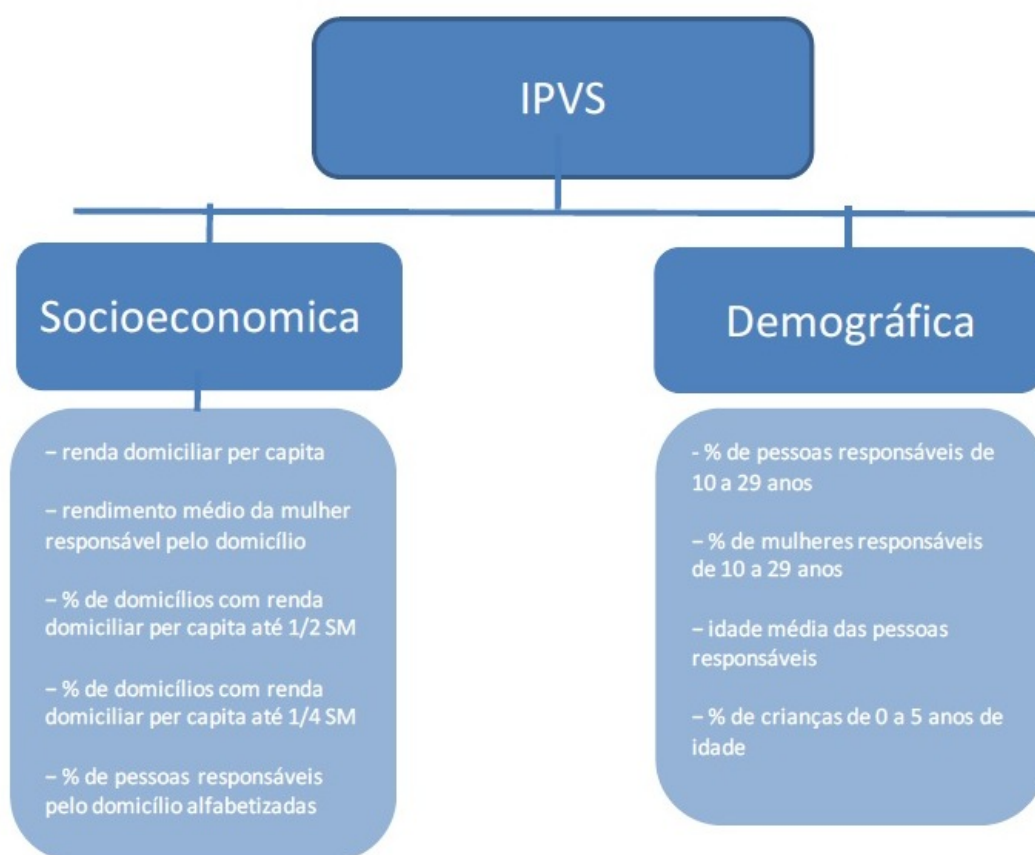 IPVS
Socioeconomica
– renda domiciliar per capita
– rendimento médio da mulher
responsável pelo domicílio
– % de domicílios com renda
domiciliar per capita até 1/2 SM
– % de domicílios com renda
domiciliar per capita até 1/4 SM
– % de pessoas responsáveis
pelo domicílio alfabetizadas
Demográfica
- % de pessoas responsáveis de
10 a 29 anos
– % de mulheres responsáveis
de 10 a 29 anos
– idade média das pessoas
responsáveis
– % de crianças de 0 a 5 anos de
idade